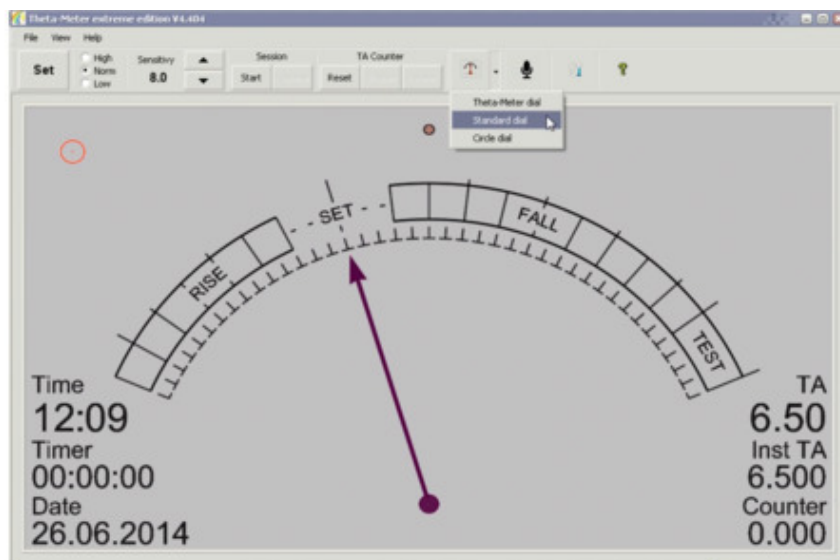 Theta-Meter extreme edition V4.404
File View Help
Set
High
Norm
Low
Sensitivy
8.0
Session
Start
TA Counter
Reset
Theta-Meter dial
Standard dial
Circle dial
RISE
SET
FALL
TEST
Time
12:09
Timer
00:00:00
Date
26.06.2014
TA
6.50
Inst TA
6.500
Counter
0.000